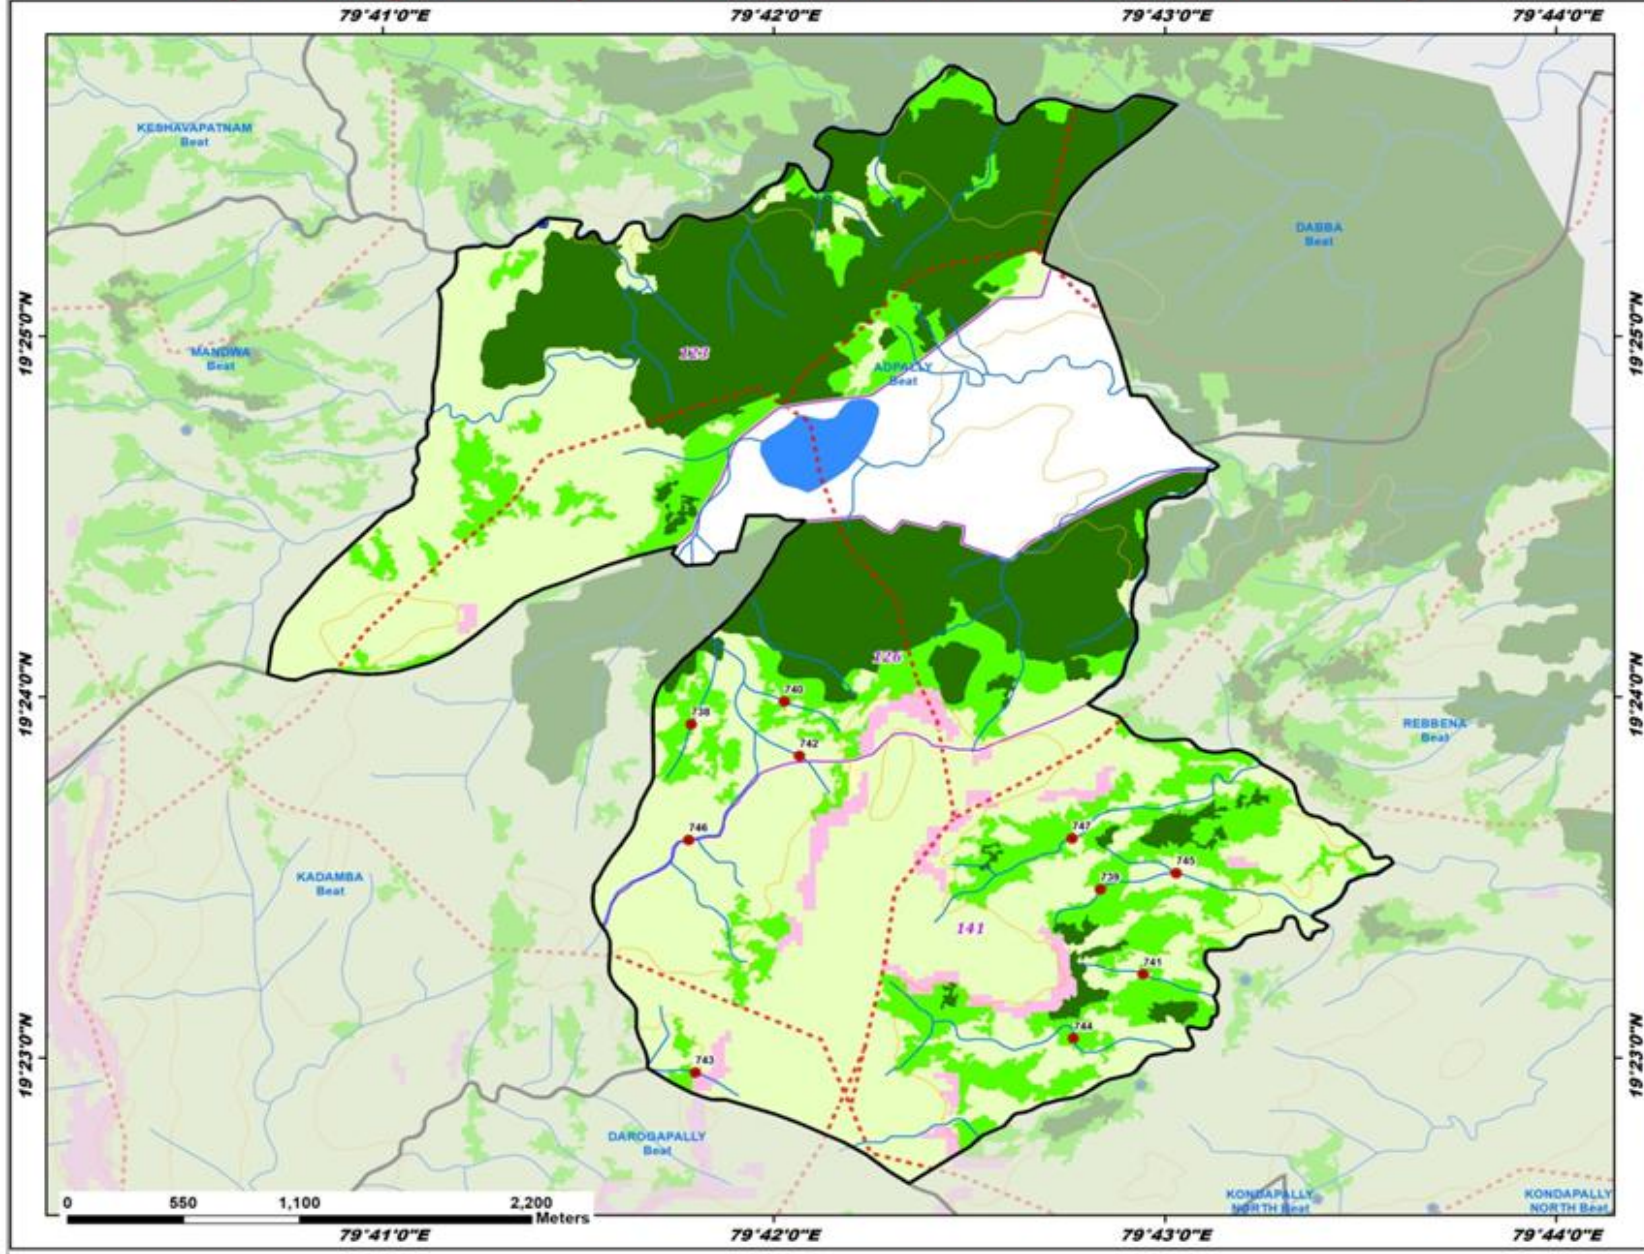 79°41'0"E 79°42'0"E 79°43'0"E 79°44'0"E
KESHAVAPATNAM
Beat
DABBA
Beat
19°25'0"N 19°25'0"N
MANDWA
Beat
123
ADPALLY
Beat
126
19°24'0"N 19°24'0"N
740
738
REBBENA
Beat
742
746
747
745
KADAMBA
Beat
739
141
741
19°23'0"N 19°23'0"N
744
743
DAROGAPALLY
Beat
KONDAPALLY
NORTH Beat
KONDAPALLY
NORTH Beat
0 550 1,100 2,200
Meters
79°41'0"E 79°42'0"E 79°43'0"E 79°44'0"E